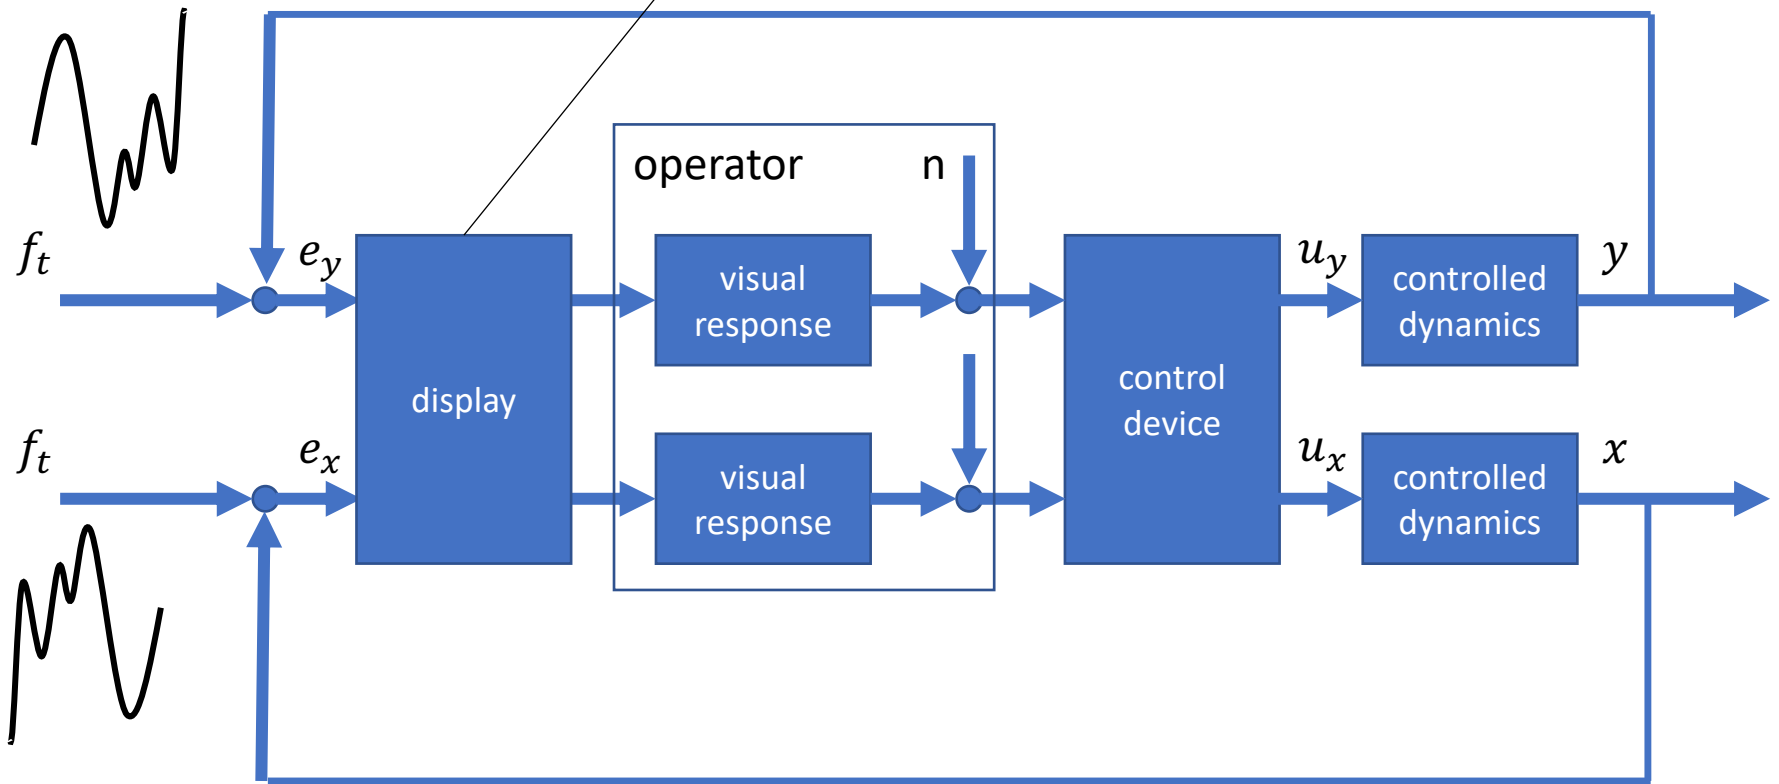 operator
n
f_t
e_y
visual
response
u_y
controlled
dynamics
y
display
control
device
f_t
e_x
visual
response
u_x
controlled
dynamics
x